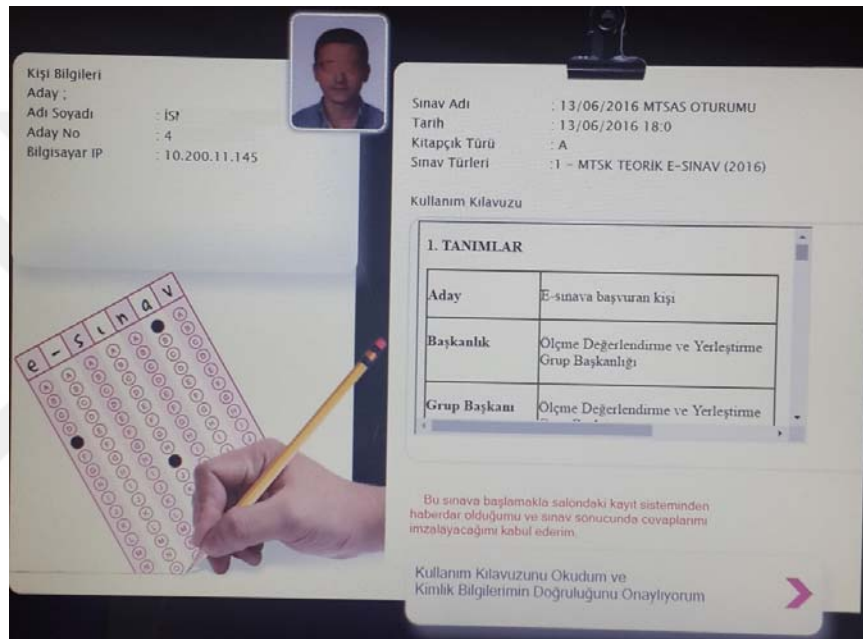 Kişi Bilgileri
Aday ;
Adı Soyadı : İSI
Aday No : 4
Bilgisayar IP : 10.200.11.145
e - s ı n a v
Sınav Adı : 13/06/2016 MTSAS OTURUMU
Tarih : 13/06/2016 18:0
Kitapçık Türü : A
Sınav Türleri :1 - MTSK TEORİK E-SINAV (2016)
Kullanım Kılavuzu
1. TANIMLAR
Aday E-sınava başvuran kişi
Başkanlık Ölçme Değerlendirme ve Yerleştirme
Grup Başkanlığı
Grup Başkanı Ölçme Değerlendirme ve Yerleştirme
Bu sınava başlamakla salondaki kayıt sisteminden
haberdar olduğumu ve sınav sonucunda cevaplarımı
imzalayacağımı kabul ederim.
Kullanım Kılavuzunu Okudum ve
Kimlik Bilgilerimin Doğruluğunu Onaylıyorum